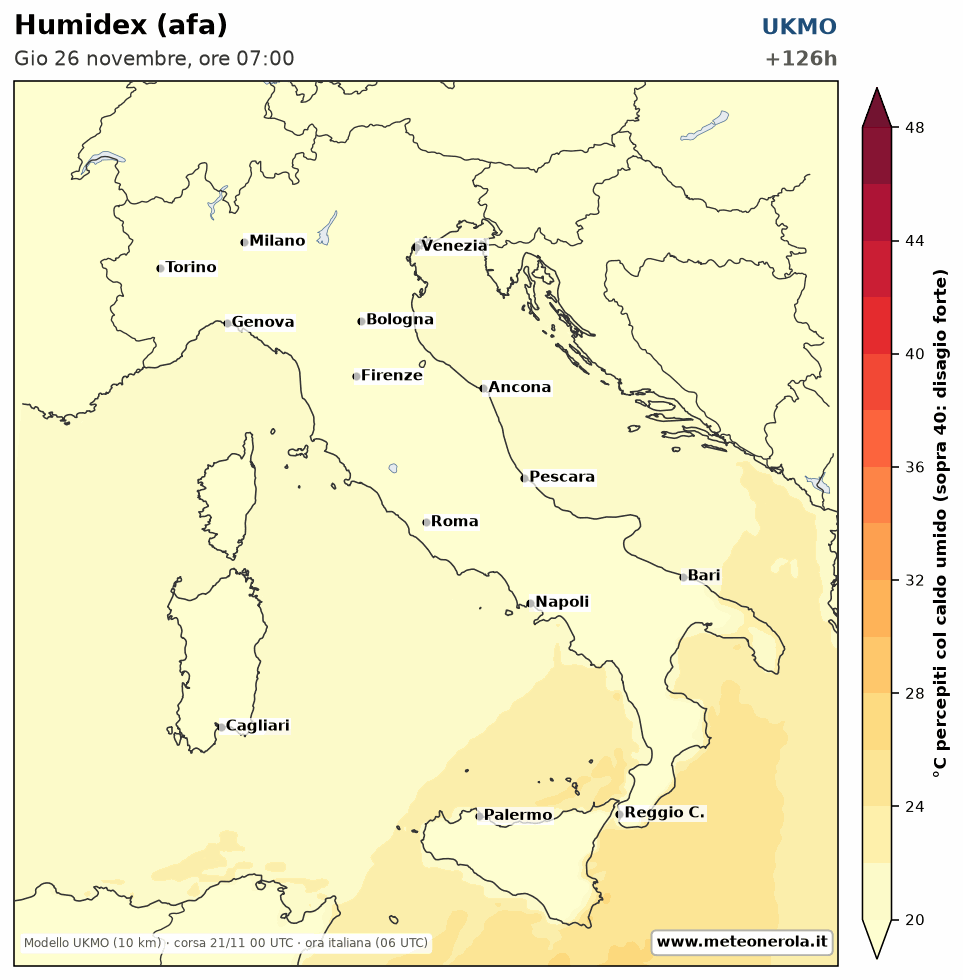 Humidex (afa)
UKMO
Gio 26 novembre, ore 07:00
+126h
Milano
Venezia
Torino
Genova
Bologna
Firenze
Ancona
Pescara
Roma
Bari
Napoli
Cagliari
Palermo
Reggio C.
48
44
40
36
32
28
24
20
°C percepiti col caldo umido (sopra 40: disagio forte)
Modello UKMO (10 km) · corsa 21/11 00 UTC · ora italiana (06 UTC)
www.meteonerola.it